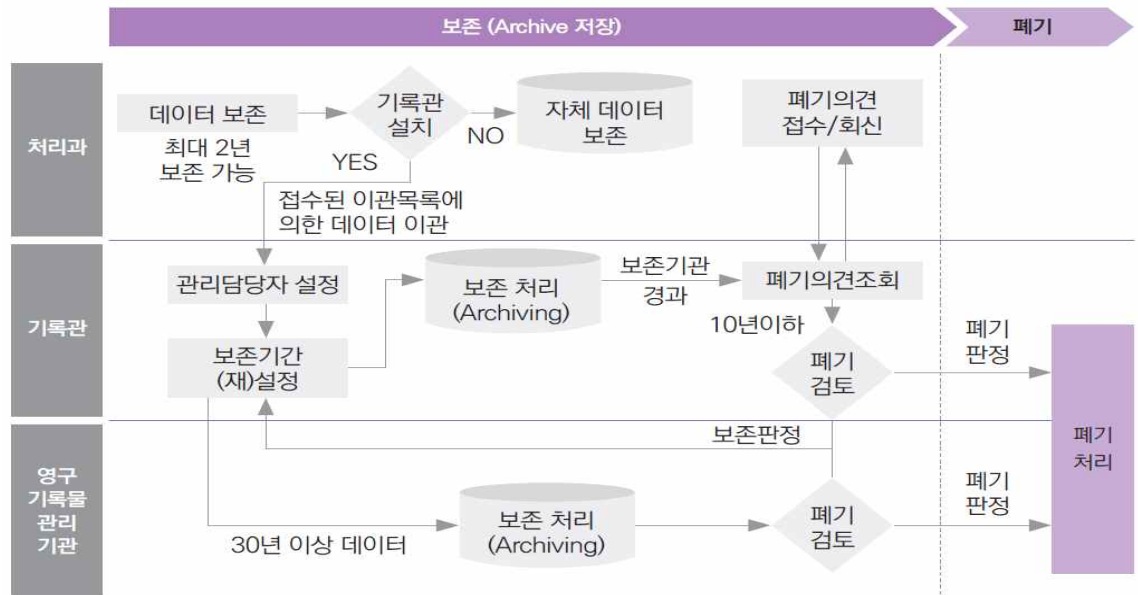 보존 (Archive 저장)
폐기
처리과
데이터 보존
최대 2년
보존 가능
기록관
설치
NO
YES
자체 데이터
보존
폐기의견
접수/회신
접수된 이관목록에
의한 데이터 이관
기록관
관리담당자 설정
보존기간
(재)설정
보존 처리
(Archiving)
보존기관
경과
폐기의견조회
10년이하
폐기
검토
폐기
판정
폐기
처리
보존판정
영구
기록물
관리
기관
30년 이상 데이터
보존 처리
(Archiving)
폐기
검토
폐기
판정